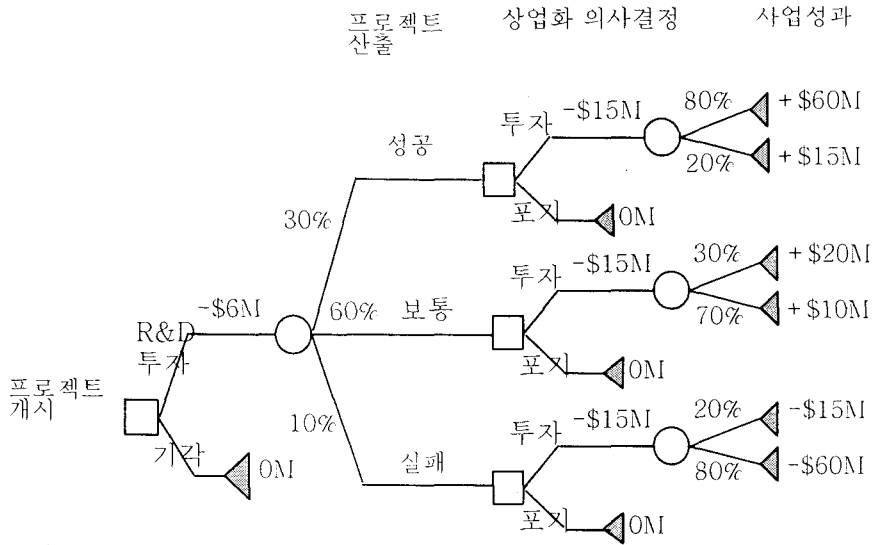 프로젝트
산출
상업화 의사결정
사업성과
성공
30%
투자
-$15M
80%
+$60M
20%
+$15M
포기
0M
R&D
투자
-$6M
60%
보통
투자
-$15M
30%
+$20M
70%
+$10M
포기
0M
프로젝트
개시
기각
0M
10%
실패
투자
-$15M
20%
-$15M
80%
-$60M
포기
0M